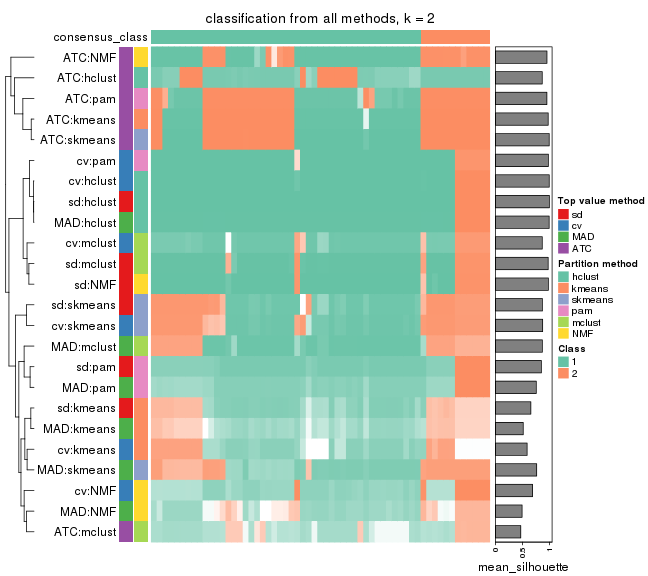 classification from all methods, k = 2
consensus_class
ATC:NMF
ATC:hclust
ATC:pam
ATC:kmeans
ATC:skmeans
cv:pam
cv:hclust
sd:hclust
MAD:hclust
cv:mclust
sd:mclust
sd:NMF
sd:skmeans
cv:skmeans
MAD:mclust
sd:pam
MAD:pam
sd:kmeans
MAD:kmeans
cv:kmeans
MAD:skmeans
cv:NMF
MAD:NMF
ATC:mclust
0
0.5
1
mean_silhouette
Top value method
sd
cv
MAD
ATC
Partition method
hclust
kmeans
skmeans
pam
mclust
NMF
Class
1
2